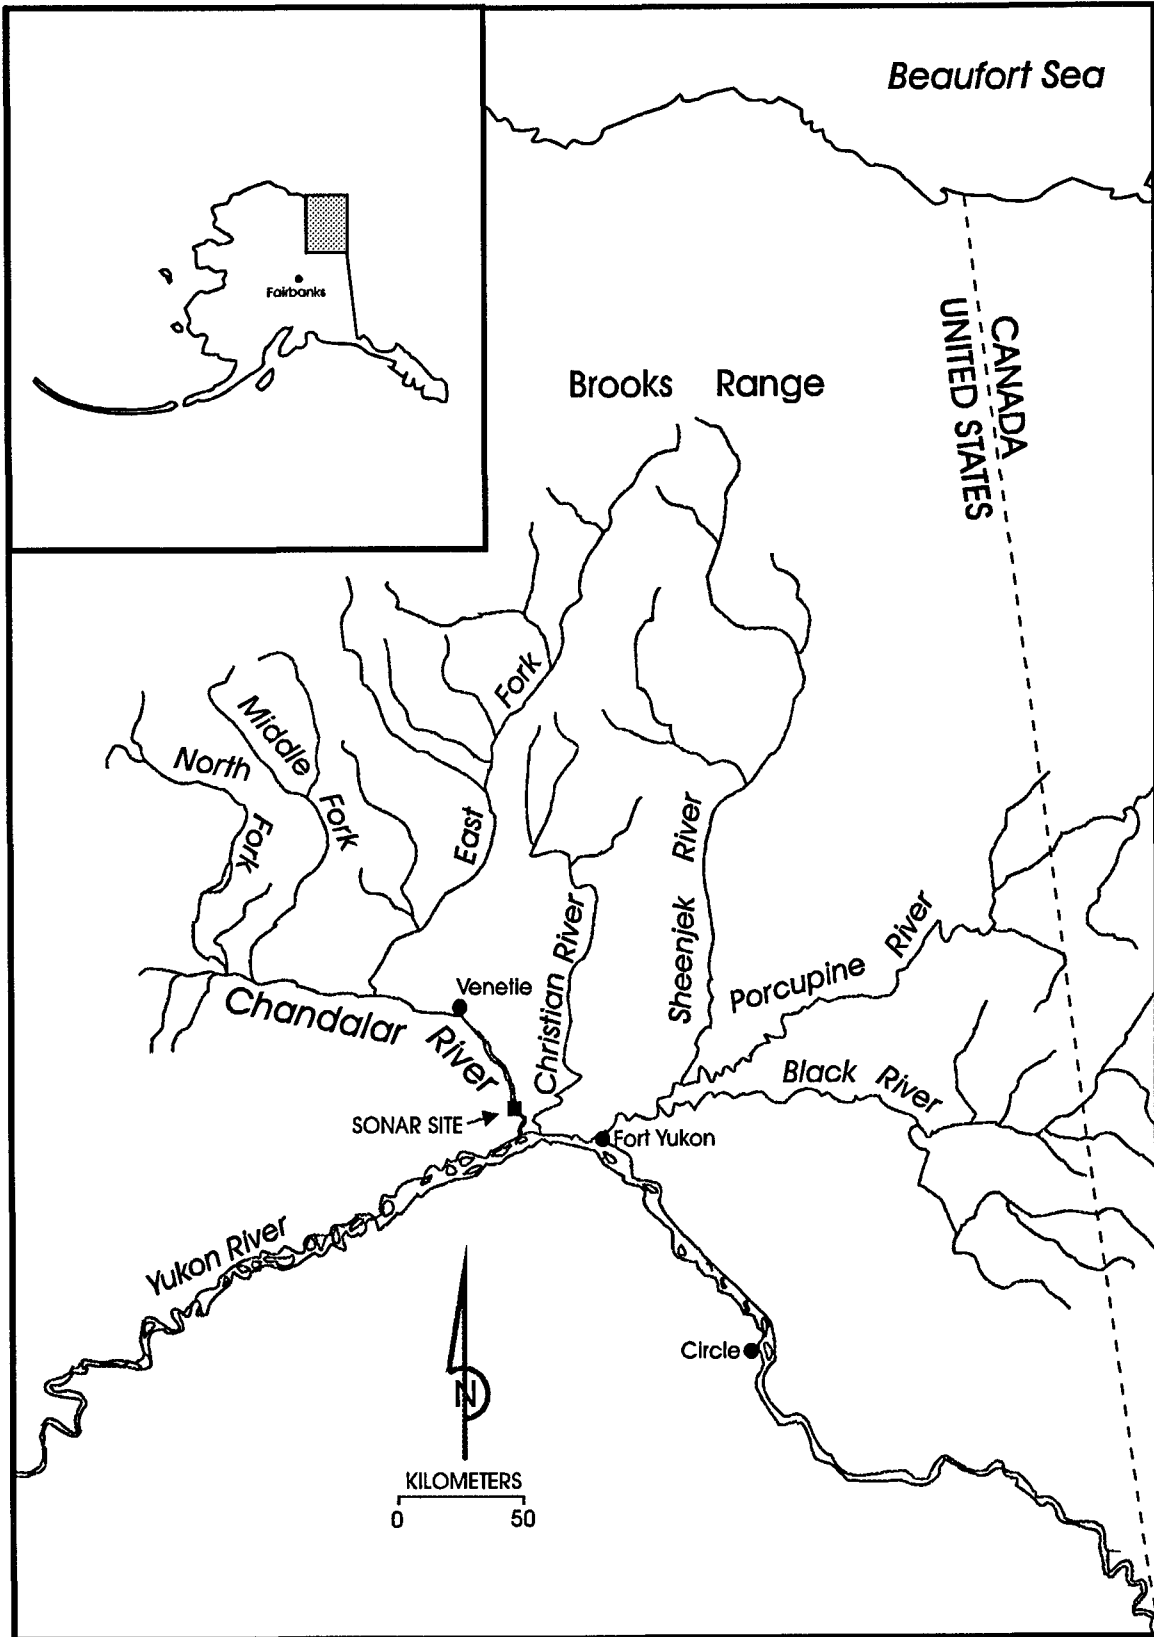 Beaufort Sea
Fairbanks
CANADA
UNITED STATES
Brooks Range
Fork
Middle
North
Fork
Fork
East
Sheenjek River
Christian River
Porcupine River
Venetie
Chandalar River
Black River
SONAR SITE
Fort Yukon
Yukon River
Circle
N
KILOMETERS
0 50